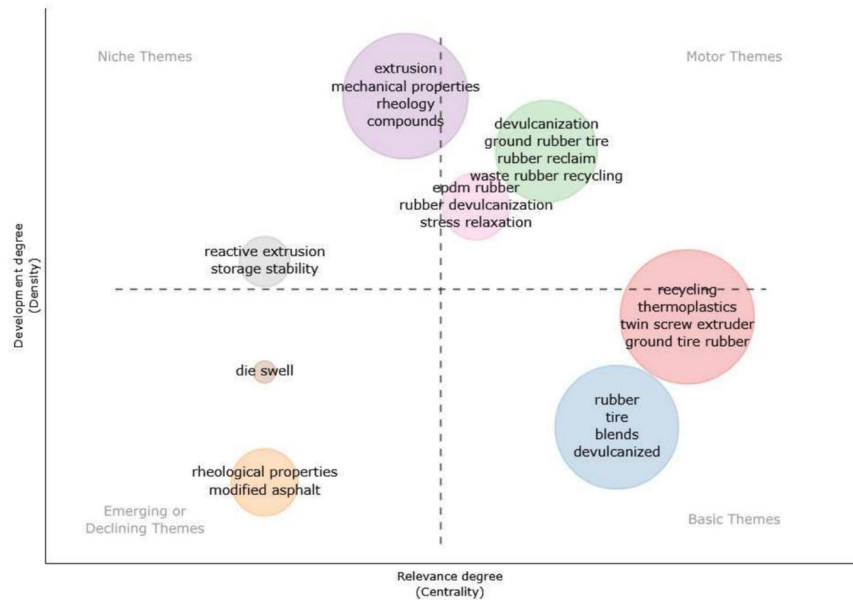 Niche Themes
Motor Themes
extrusion
mechanical properties
rheology
compounds
devulcanization
ground rubber tire
rubber reclaim
waste rubber recycling
epdm rubber
rubber devulcanization
stress relaxation
reactive extrusion
storage stability
recycling
thermoplastics
twin screw extruder
ground tire rubber
die swell
rubber
tire
blends
devulcanized
rheological properties
modified asphalt
Emerging or
Declining Themes
Basic Themes
Development degree
(Density)
Relevance degree
(Centrality)